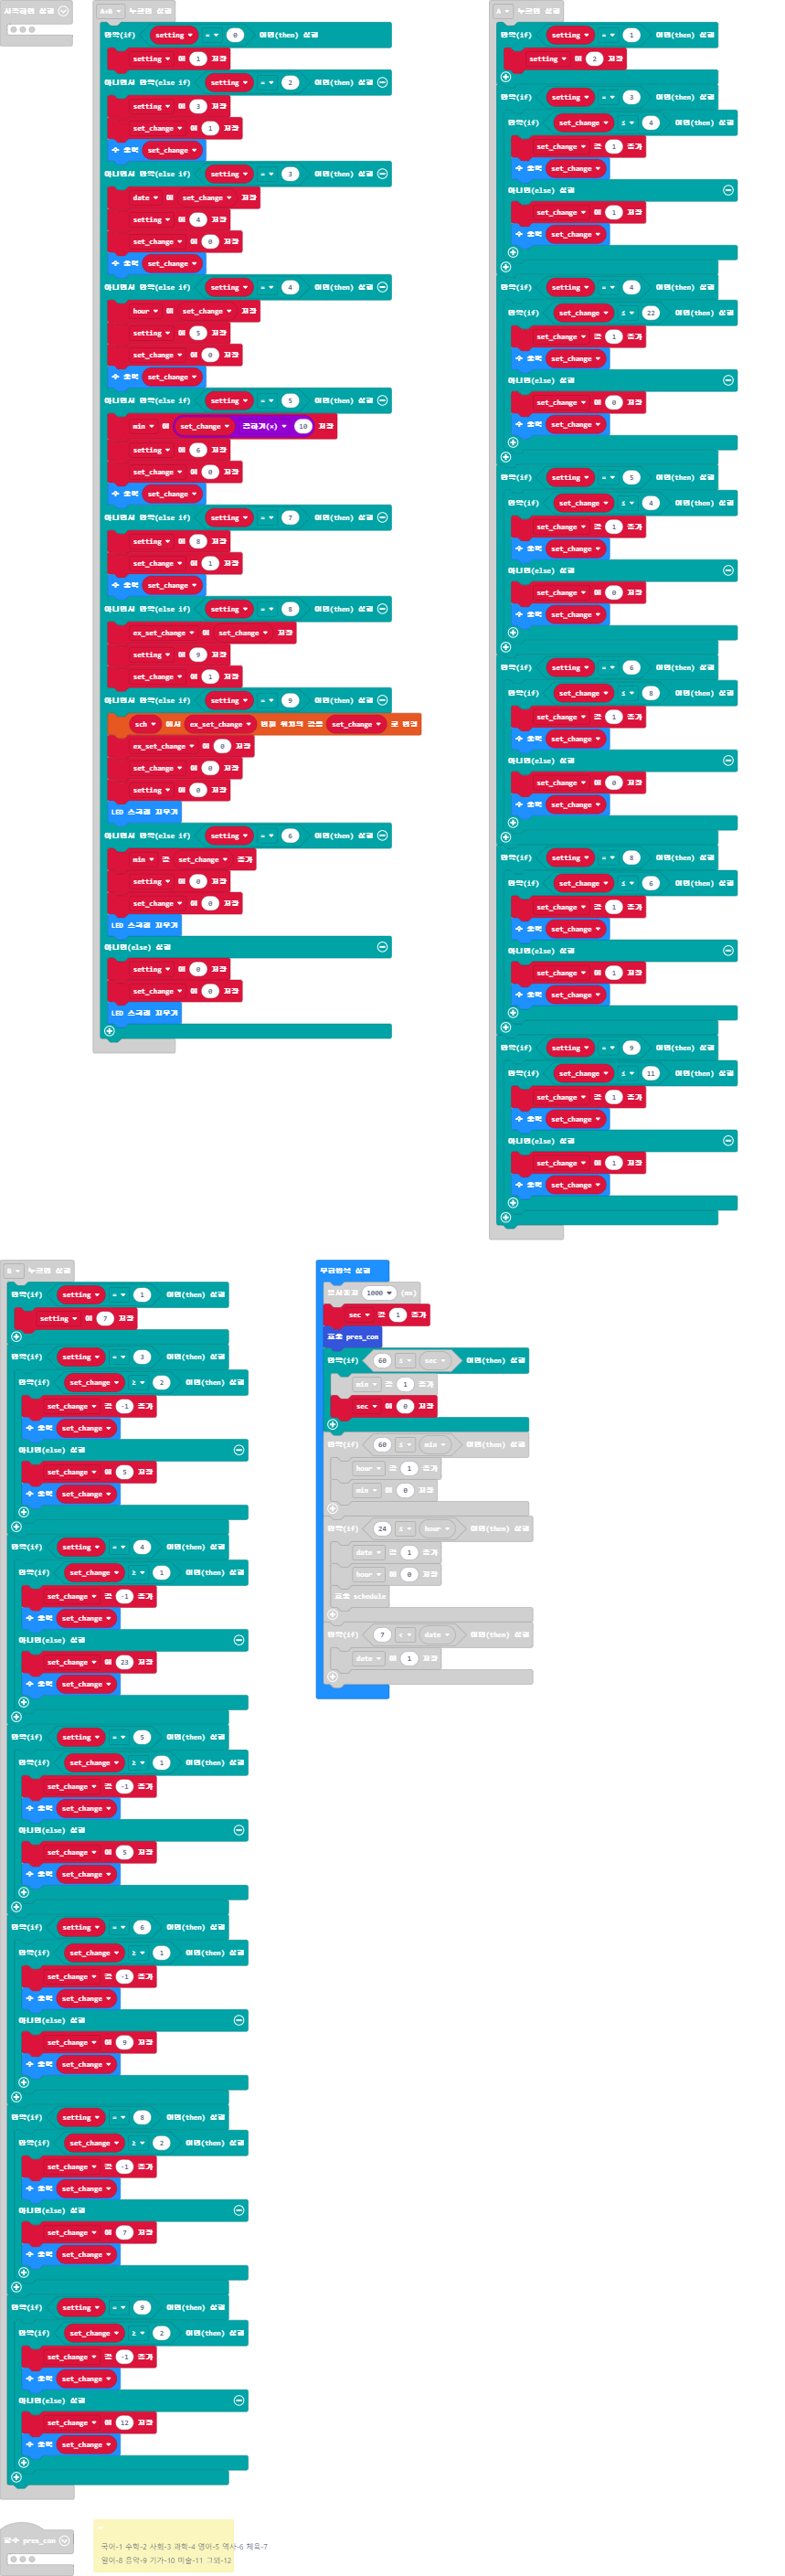 시작하면 실행
A+B 누르면 실행
만약(if) setting = 0 이면(then) 실행
setting 에 1 저장
아니면서 만약(else if) setting = 2 이면(then) 실행
setting 에 3 저장
set_change 에 1 저장
수 출력 set_change
아니면서 만약(else if) setting = 3 이면(then) 실행
date 에 set_change 저장
setting 에 4 저장
set_change 에 0 저장
수 출력 set_change
아니면서 만약(else if) setting = 4 이면(then) 실행
hour 에 set_change 저장
setting 에 5 저장
set_change 에 0 저장
수 출력 set_change
아니면서 만약(else if) setting = 5 이면(then) 실행
min 에 set_change 곱하기(x) 10 저장
setting 에 6 저장
set_change 에 0 저장
수 출력 set_change
아니면서 만약(else if) setting = 7 이면(then) 실행
setting 에 8 저장
set_change 에 1 저장
수 출력 set_change
아니면서 만약(else if) setting = 8 이면(then) 실행
ex_set_change 에 set_change 저장
setting 에 9 저장
set_change 에 1 저장
아니면서 만약(else if) setting = 9 이면(then) 실행
sch 에서 ex_set_change 번째 위치의 값을 set_change 로 변경
ex_set_change 에 0 저장
set_change 에 0 저장
setting 에 0 저장
LED 스크린 지우기
아니면서 만약(else if) setting = 6 이면(then) 실행
min 값 set_change 증가
setting 에 0 저장
set_change 에 0 저장
LED 스크린 지우기
아니면(else) 실행
setting 에 0 저장
set_change 에 0 저장
LED 스크린 지우기
A 누르면 실행
만약(if) setting = 1 이면(then) 실행
setting 에 2 저장
만약(if) setting = 3 이면(then) 실행
만약(if) set_change ≤ 4 이면(then) 실행
set_change 값 1 증가
수 출력 set_change
아니면(else) 실행
set_change 에 1 저장
수 출력 set_change
만약(if) setting = 4 이면(then) 실행
만약(if) set_change ≤ 22 이면(then) 실행
set_change 값 1 증가
수 출력 set_change
아니면(else) 실행
set_change 에 0 저장
수 출력 set_change
만약(if) setting = 5 이면(then) 실행
만약(if) set_change ≤ 4 이면(then) 실행
set_change 값 1 증가
수 출력 set_change
아니면(else) 실행
set_change 에 0 저장
수 출력 set_change
만약(if) setting = 6 이면(then) 실행
만약(if) set_change ≤ 8 이면(then) 실행
set_change 값 1 증가
수 출력 set_change
아니면(else) 실행
set_change 에 0 저장
수 출력 set_change
만약(if) setting = 8 이면(then) 실행
만약(if) set_change ≤ 6 이면(then) 실행
set_change 값 1 증가
수 출력 set_change
아니면(else) 실행
set_change 에 1 저장
수 출력 set_change
만약(if) setting = 9 이면(then) 실행
만약(if) set_change ≤ 11 이면(then) 실행
set_change 값 1 증가
수 출력 set_change
아니면(else) 실행
set_change 에 1 저장
수 출력 set_change
B 누르면 실행
만약(if) setting = 1 이면(then) 실행
setting 에 7 저장
만약(if) setting = 3 이면(then) 실행
만약(if) set_change ≥ 2 이면(then) 실행
set_change 값 -1 증가
수 출력 set_change
아니면(else) 실행
set_change 에 5 저장
수 출력 set_change
만약(if) setting = 4 이면(then) 실행
만약(if) set_change ≥ 1 이면(then) 실행
set_change 값 -1 증가
수 출력 set_change
아니면(else) 실행
set_change 에 23 저장
수 출력 set_change
만약(if) setting = 5 이면(then) 실행
만약(if) set_change ≥ 1 이면(then) 실행
set_change 값 -1 증가
수 출력 set_change
아니면(else) 실행
set_change 에 5 저장
수 출력 set_change
만약(if) setting = 6 이면(then) 실행
만약(if) set_change ≥ 1 이면(then) 실행
set_change 값 -1 증가
수 출력 set_change
아니면(else) 실행
set_change 에 9 저장
수 출력 set_change
만약(if) setting = 8 이면(then) 실행
만약(if) set_change ≥ 2 이면(then) 실행
set_change 값 -1 증가
수 출력 set_change
아니면(else) 실행
set_change 에 7 저장
수 출력 set_change
만약(if) setting = 9 이면(then) 실행
만약(if) set_change ≥ 2 이면(then) 실행
set_change 값 -1 증가
수 출력 set_change
아니면(else) 실행
set_change 에 12 저장
수 출력 set_change
무한반복 실행
일시중지 1000 (ms)
sec 값 1 증가
호출 pres_con
만약(if) 60 ≤ sec 이면(then) 실행
min 값 1 증가
sec 에 0 저장
만약(if) 60 ≤ min 이면(then) 실행
hour 값 1 증가
min 에 0 저장
만약(if) 24 ≤ hour 이면(then) 실행
date 값 1 증가
hour 에 0 저장
호출 schedule
만약(if) 7 ≤ date 이면(then) 실행
date 에 1 저장
함수 pres_con
국어-1 수학-2 사회-3 과학-4 영어-5 역사-6 체육-7
일어-8 음악-9 기가-10 미술-11 그외-12